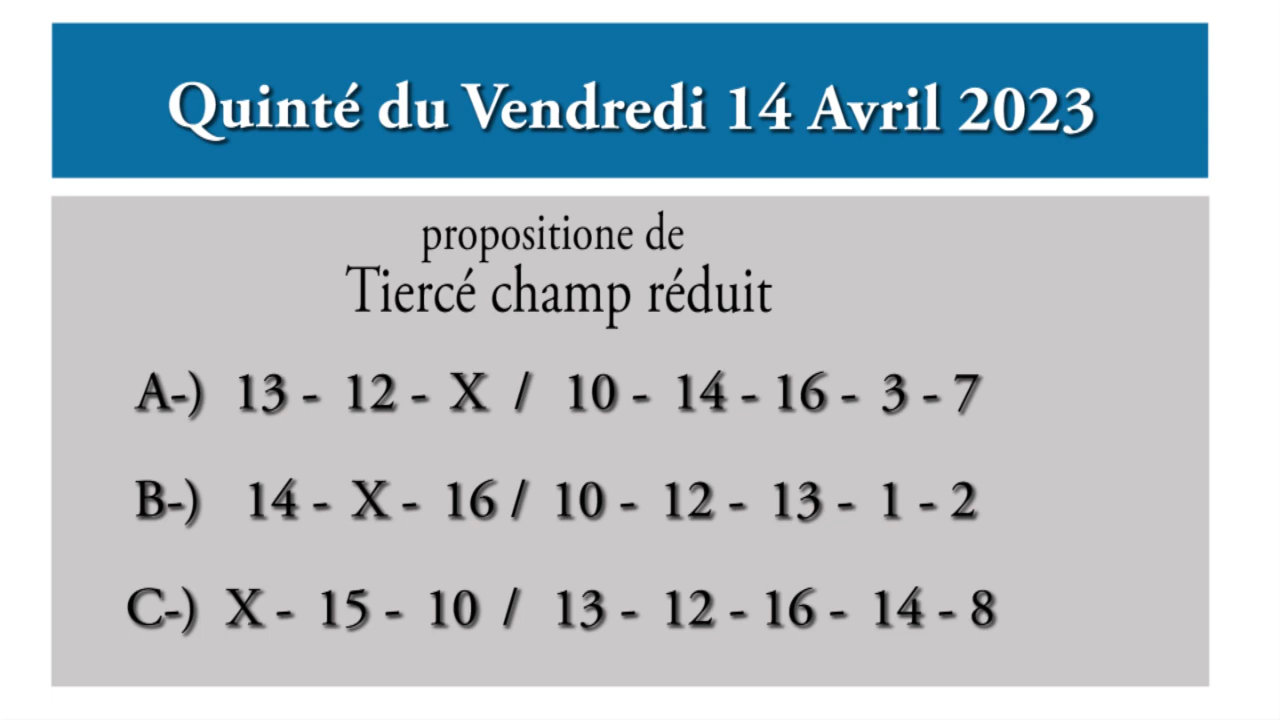 Quinté du Vendredi 14 Avril 2023
propositione de
Tiercé champ réduit
A-) 13 - 12 - X / 10 - 14 - 16 - 3 - 7
B-) 14 - X - 16 / 10 - 12 - 13 - 1 - 2
C-) X - 15 - 10 / 13 - 12 - 16 - 14 - 8